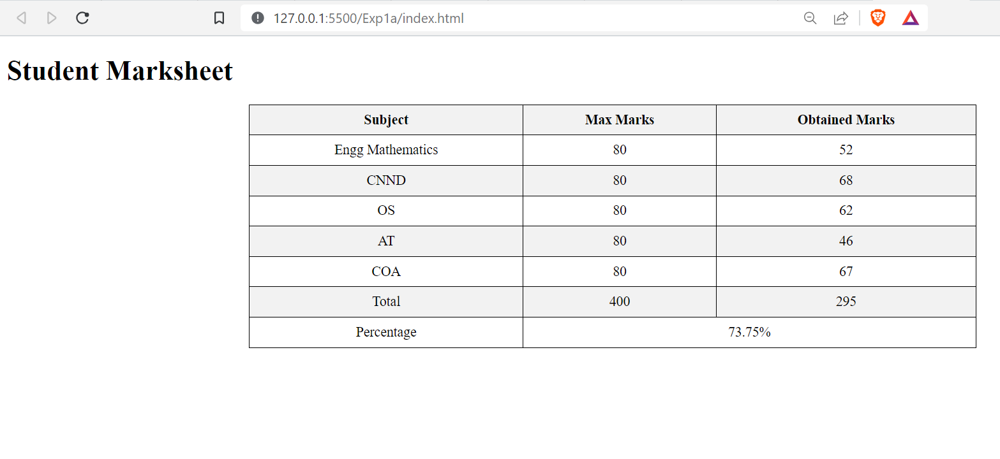 127.0.0.1:5500/Exp1a/index.html
Student Marksheet
Subject Max Marks Obtained Marks
Engg Mathematics 80 52
CNND 80 68
OS 80 62
AT 80 46
COA 80 67
Total 400 295
Percentage 73.75%